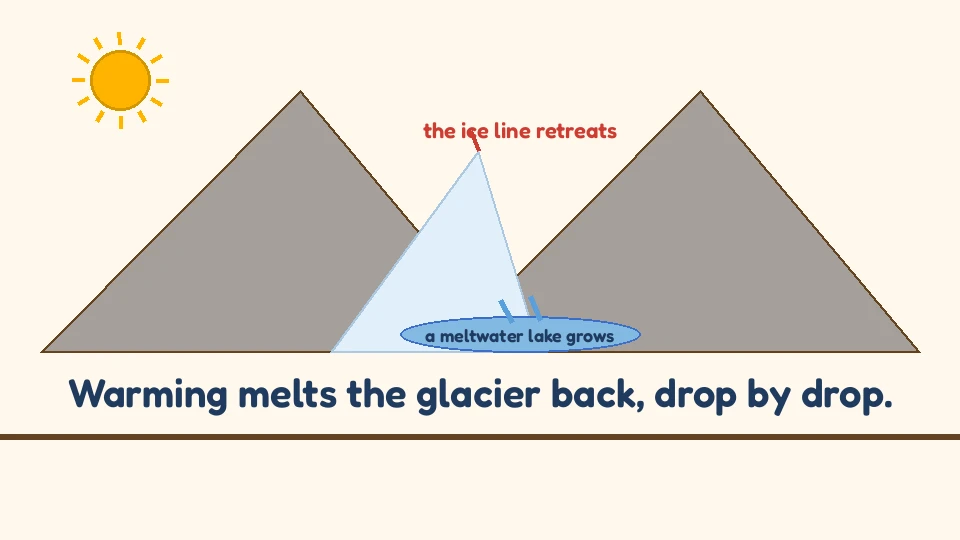 the ice line retreats
a meltwater lake grows
Warming melts the glacier back, drop by drop.